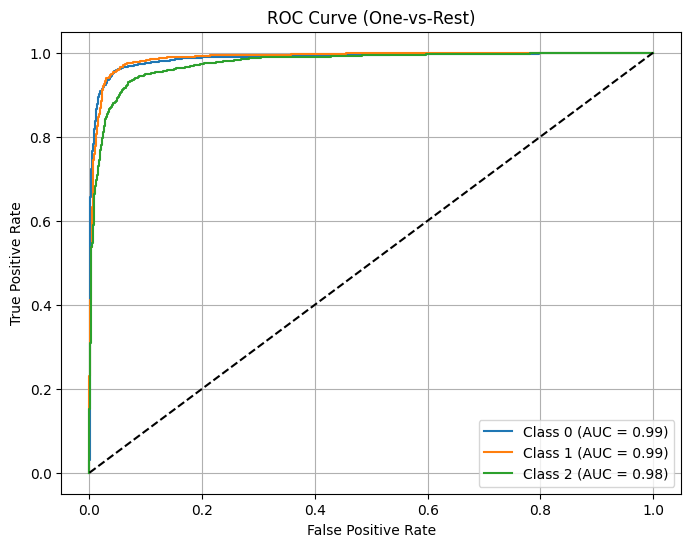 ROC Curve (One-vs-Rest)
True Positive Rate
1.0
0.8
0.6
0.4
0.2
0.0
Class 0 (AUC = 0.99)
Class 1 (AUC = 0.99)
Class 2 (AUC = 0.98)
0.0 0.2 0.4 0.6 0.8 1.0
False Positive Rate